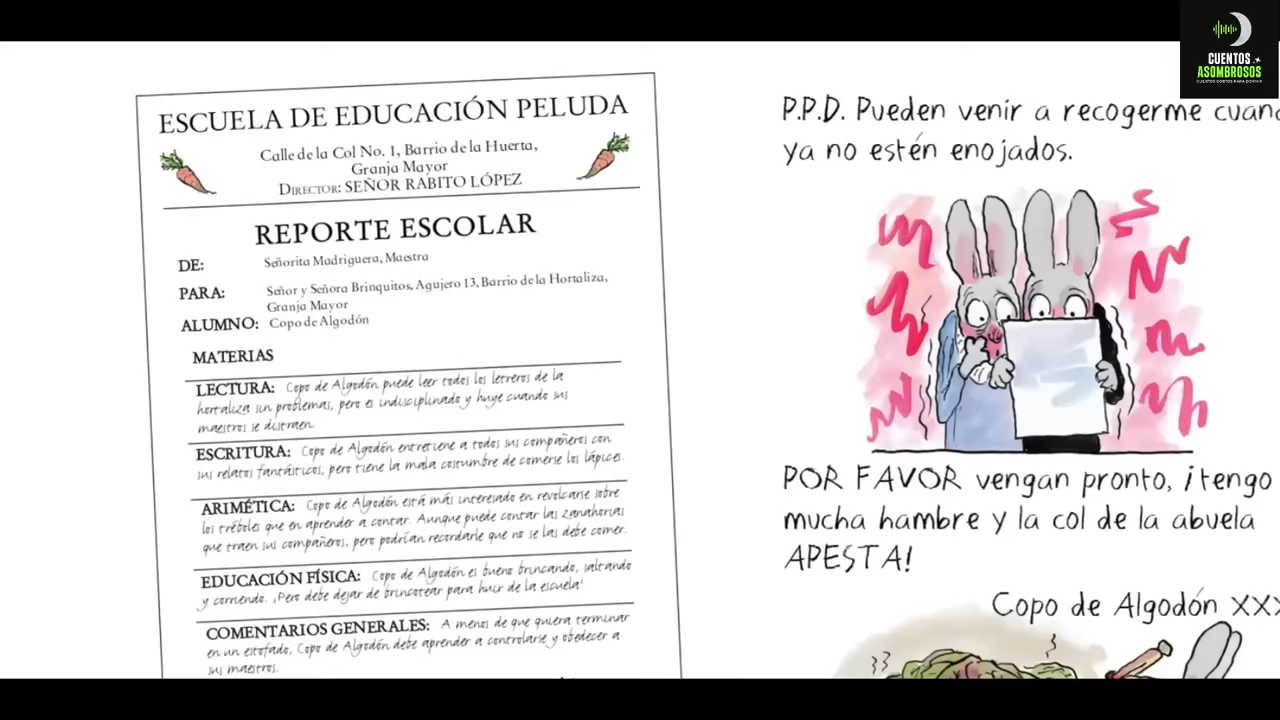 CUENTOS
ASOMBROSOS
CUENTOS CORTOS PARA DORMIR
ESCUELA DE EDUCACIÓN PELUDA
Calle de la Col No. 1, Barrio de la Huerta,
Granja Mayor
DIRECTOR: SEÑOR RABITO LÓPEZ
REPORTE ESCOLAR
DE: Señorita Madriguera, Maestra
PARA: Señor y Señora Brinquitos, Agujero 13, Barrio de la Hortaliza,
Granja Mayor
ALUMNO: Copo de Algodón
MATERIAS
LECTURA: Copo de Algodón puede leer todos los letreros de la
hortaliza sin problemas, pero es indisciplinado y huye cuando sus
maestros se distraen.
ESCRITURA: Copo de Algodón entretiene a todos sus compañeros con
sus relatos fantásticos, pero tiene la mala costumbre de comerse los lápices.
ARIMÉTICA: Copo de Algodón está más interesado en revolcarse sobre
los tréboles que en aprender a contar. Aunque puede contar las zanahorias
que traen sus compañeros, pero podrían recordarle que no se las debe comer.
EDUCACIÓN FÍSICA: Copo de Algodón es bueno brincando, saltando
y corriendo. ¡Pero debe dejar de brincotear para huir de la escuela!
COMENTARIOS GENERALES: A menos de que quiera terminar
en un estofado, Copo de Algodón debe aprender a controlarse y obedecer a
sus maestros.
P.P.D. Pueden venir a recogerme cuan
ya no estén enojados.
POR FAVOR vengan pronto, ¡tengo
mucha hambre y la col de la abuela
APESTA!
Copo de Algodón XXX